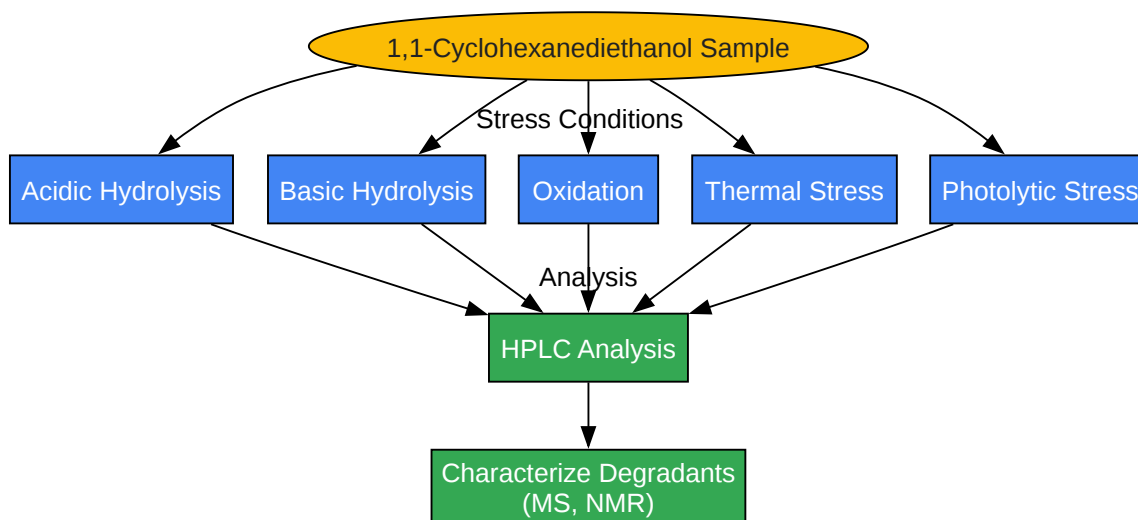 1,1-Cyclohexanediethanol Sample
Stress Conditions
Acidic Hydrolysis
Basic Hydrolysis
Oxidation
Thermal Stress
Photolytic Stress
Analysis
HPLC Analysis
Characterize Degradants
(MS, NMR)